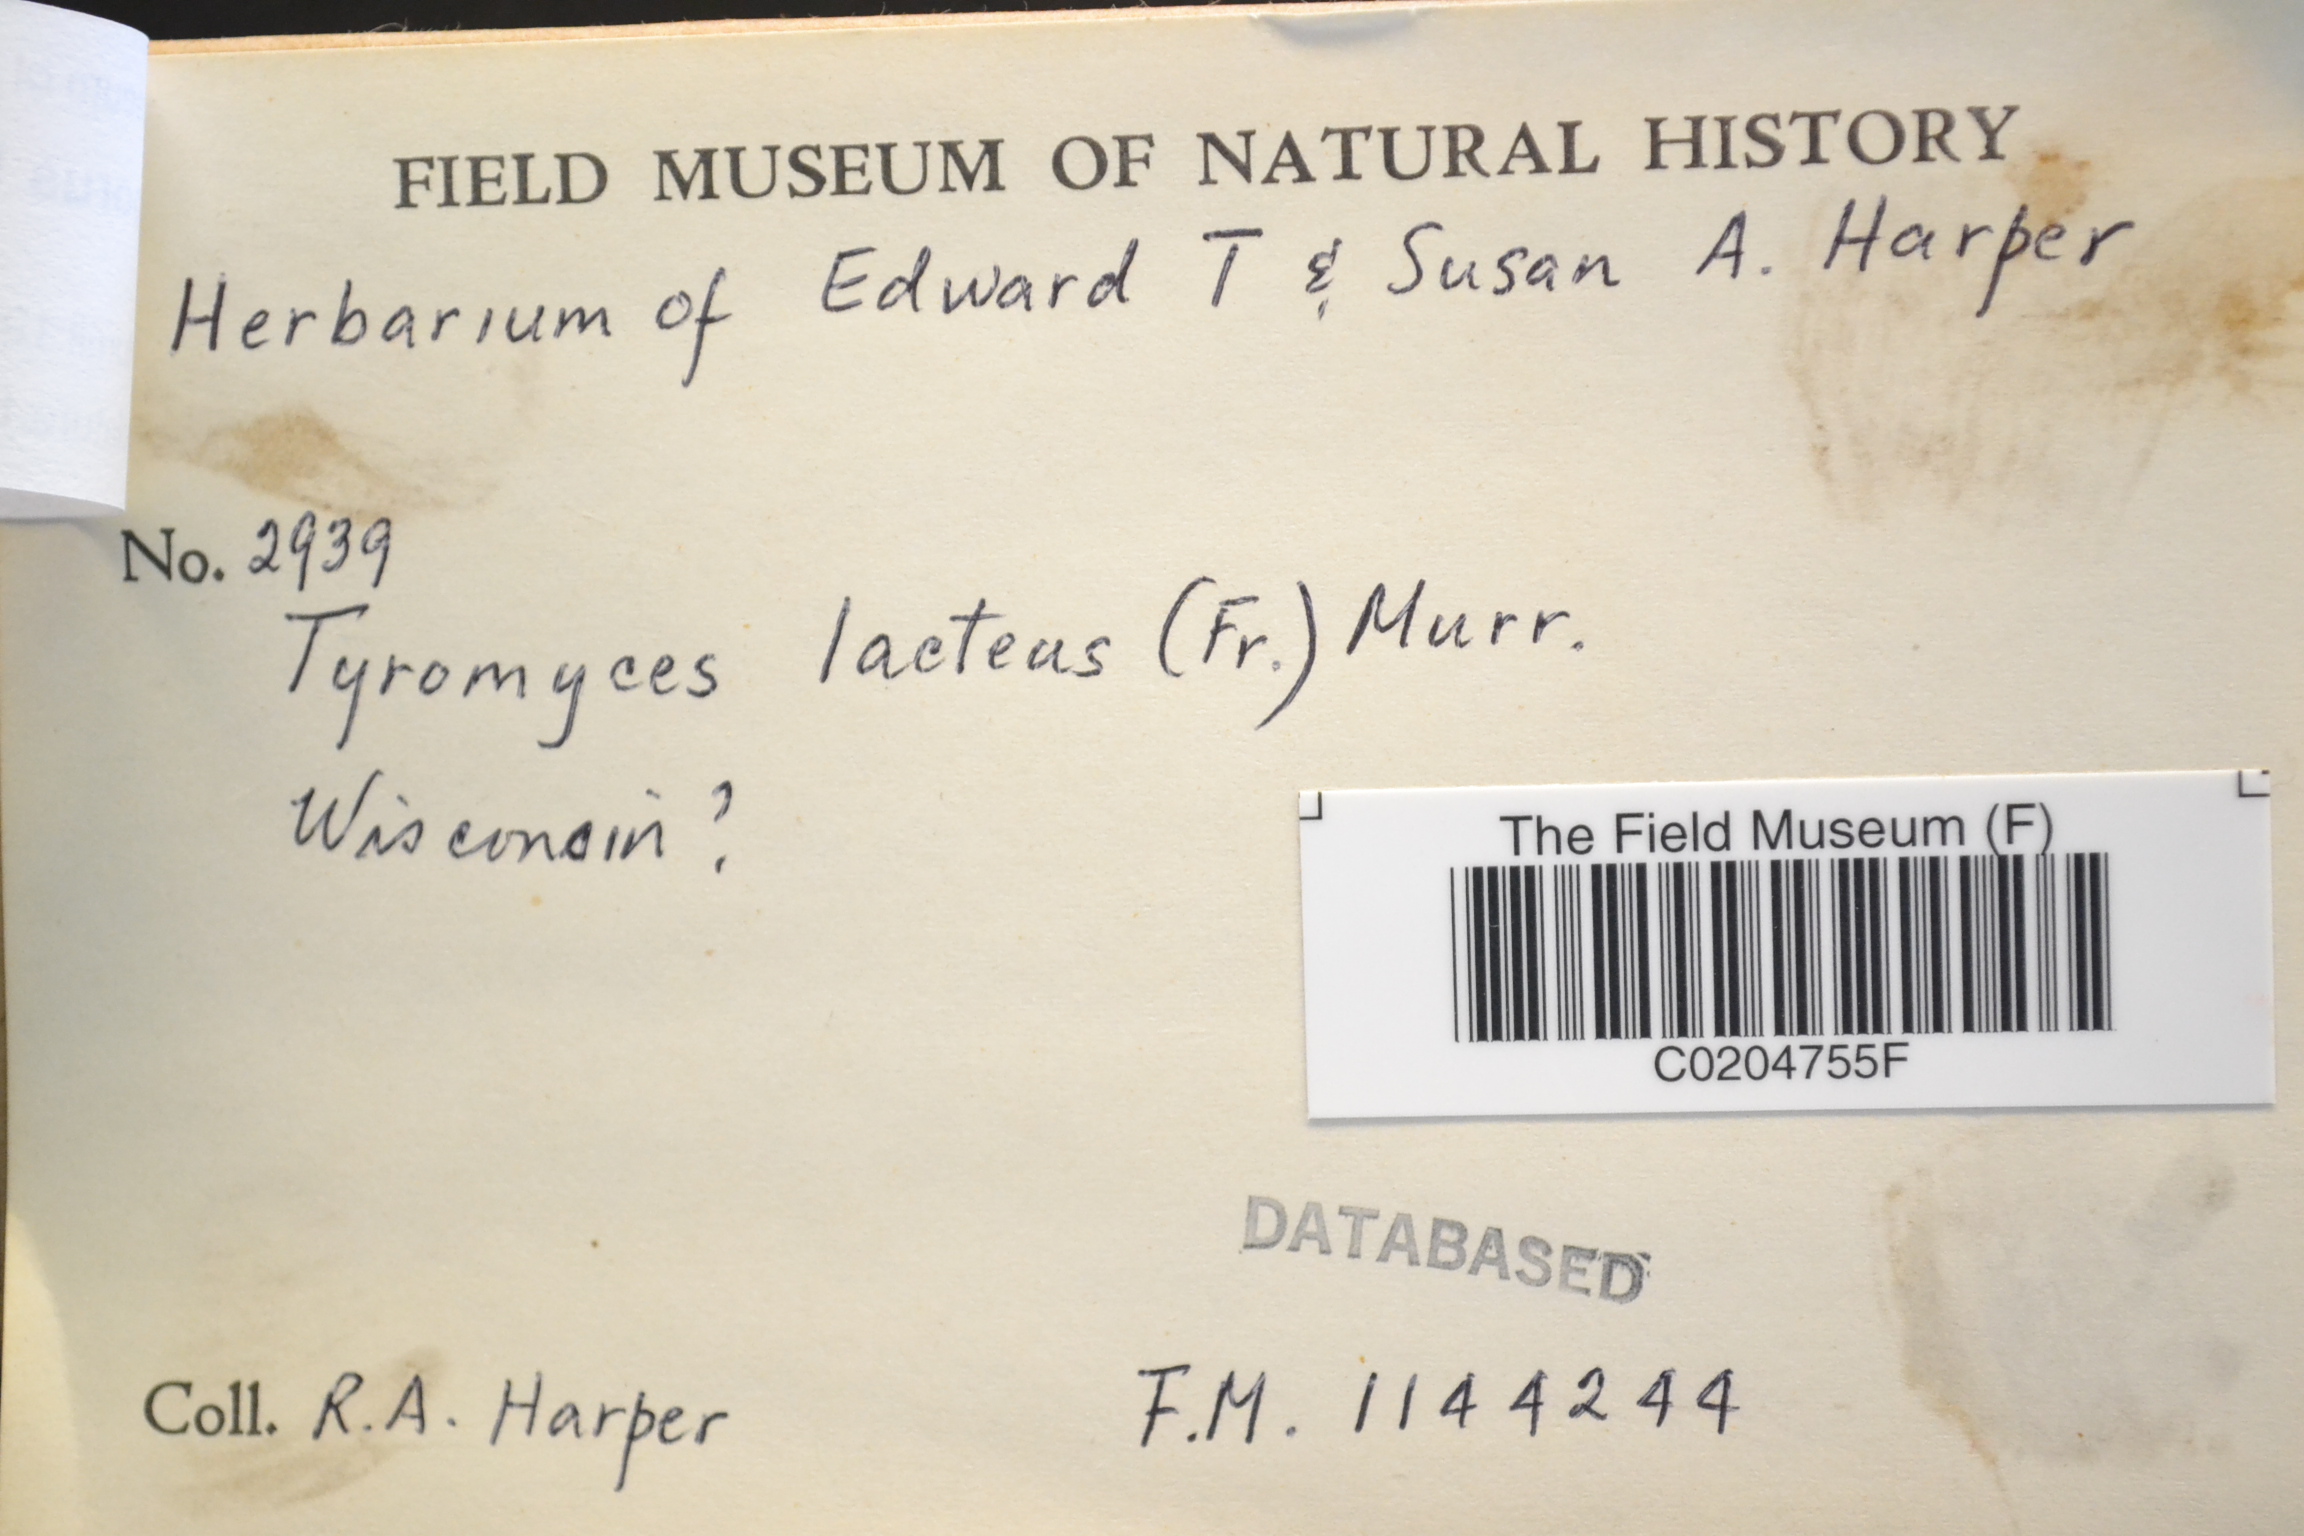 FIELD MUSEUM OF NATURAL HISTORY
Herbarium of Edward T & Susan A. Harper
No. 2939
Tyromyces lacteus (Fr.) Murr.
Wisconsin?
The Field Museum (F)
C0204755F
DATABASED
Coll. R.A. Harper
F.M. 1144244